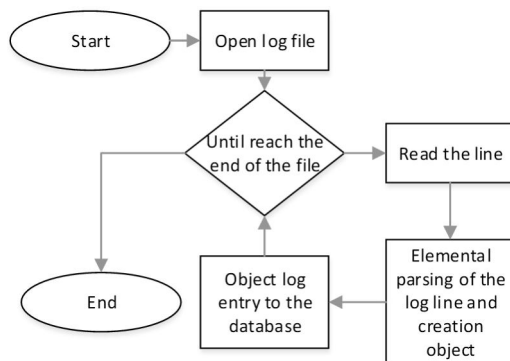 Start
Open log file
Until reach the
end of the file
Read the line
Elemental
parsing of the
log line and
creation
object
Object log
entry to the
database
End